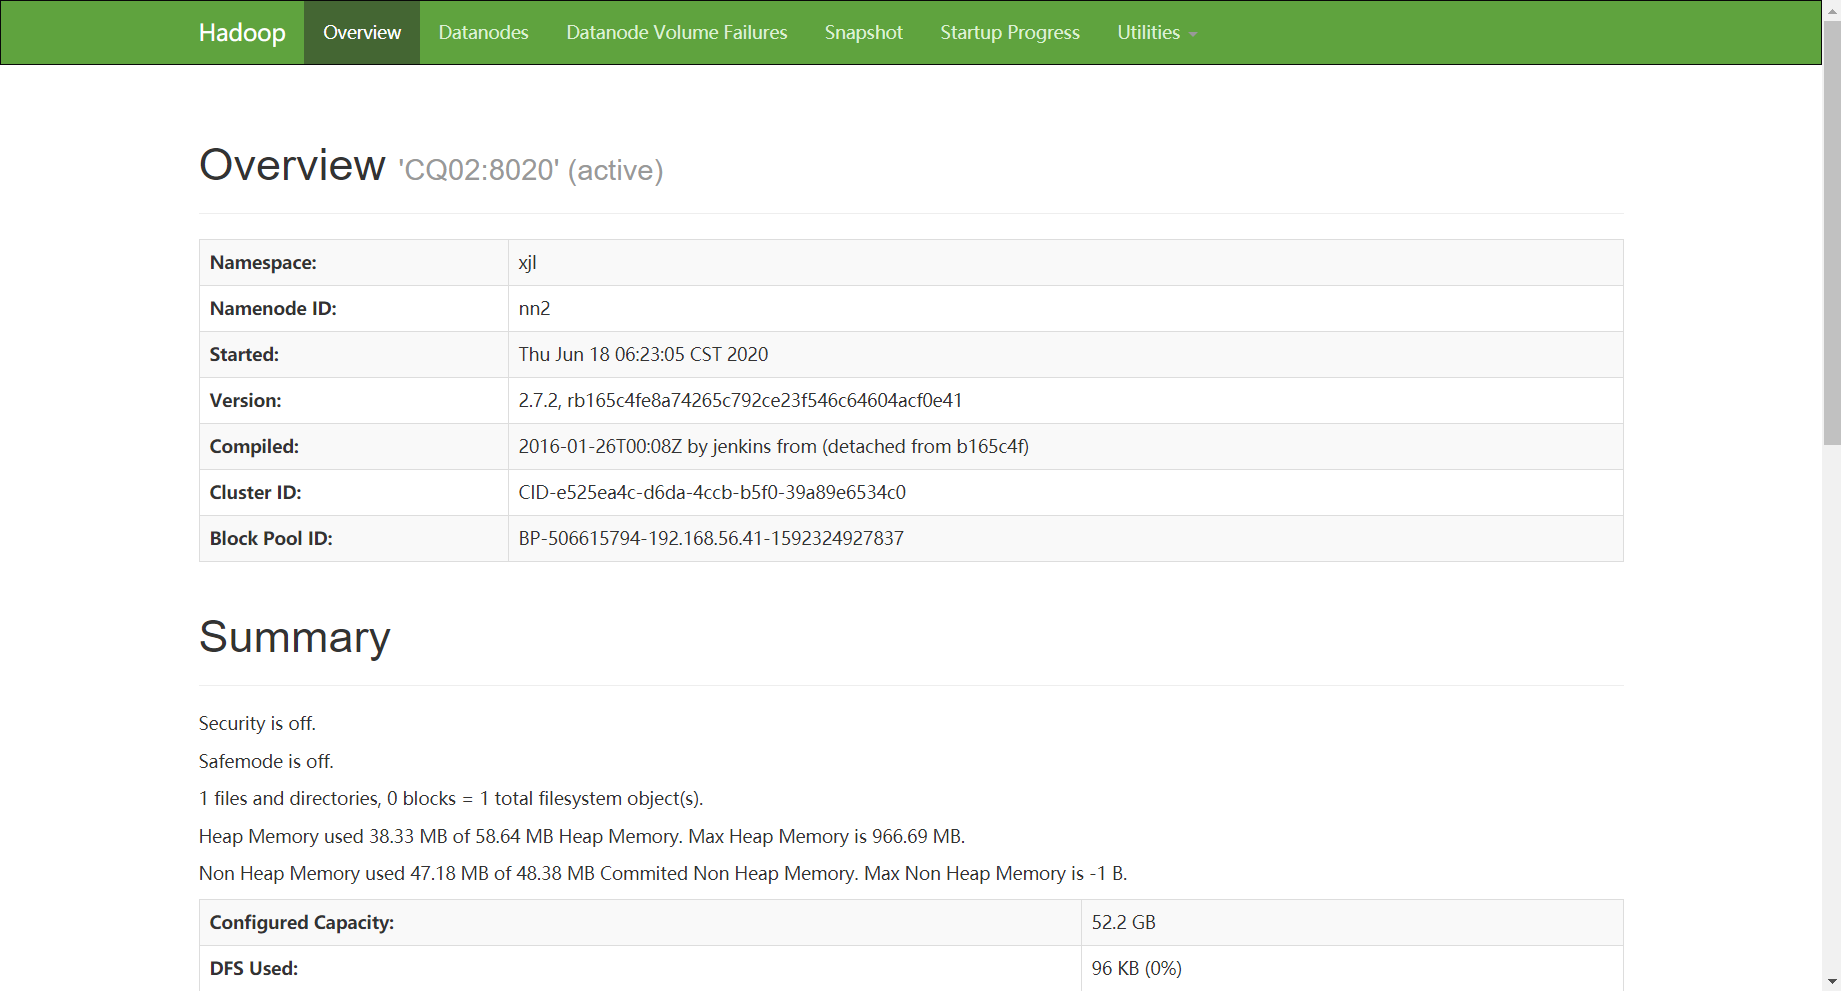 Hadoop Overview Datanodes Datanode Volume Failures Snapshot Startup Progress Utilities
Overview 'CQ02:8020' (active)
Namespace: xjl
Namenode ID: nn2
Started: Thu Jun 18 06:23:05 CST 2020
Version: 2.7.2, rb165c4fe8a74265c792ce23f546c64604acf0e41
Compiled: 2016-01-26T00:08Z by jenkins from (detached from b165c4f)
Cluster ID: CID-e525ea4c-d6da-4ccb-b5f0-39a89e6534c0
Block Pool ID: BP-506615794-192.168.56.41-1592324927837
Summary
Security is off.
Safemode is off.
1 files and directories, 0 blocks = 1 total filesystem object(s).
Heap Memory used 38.33 MB of 58.64 MB Heap Memory. Max Heap Memory is 966.69 MB.
Non Heap Memory used 47.18 MB of 48.38 MB Commited Non Heap Memory. Max Non Heap Memory is -1 B.
Configured Capacity: 52.2 GB
DFS Used: 96 KB (0%)